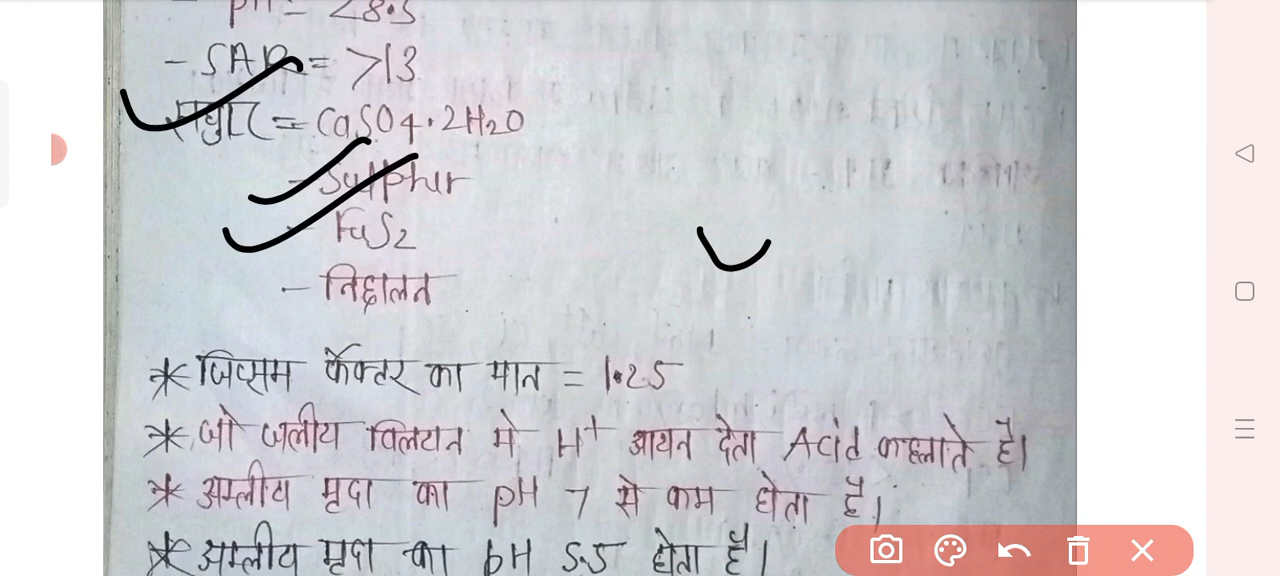 pH = <8.5
- SAR = >13
सुधार = CaSO4.2H2O
- Sulphur
- FeS2
- निक्षालन
* जिप्सम फैक्टर का मान = 1.25
* जो जलीय विलयन मे H+ आयन देता Acid कहलाते है।
* अम्लीय मृदा का pH 7 से कम होता है।
* अम्लीय मृदा का pH 5.5 होता है।